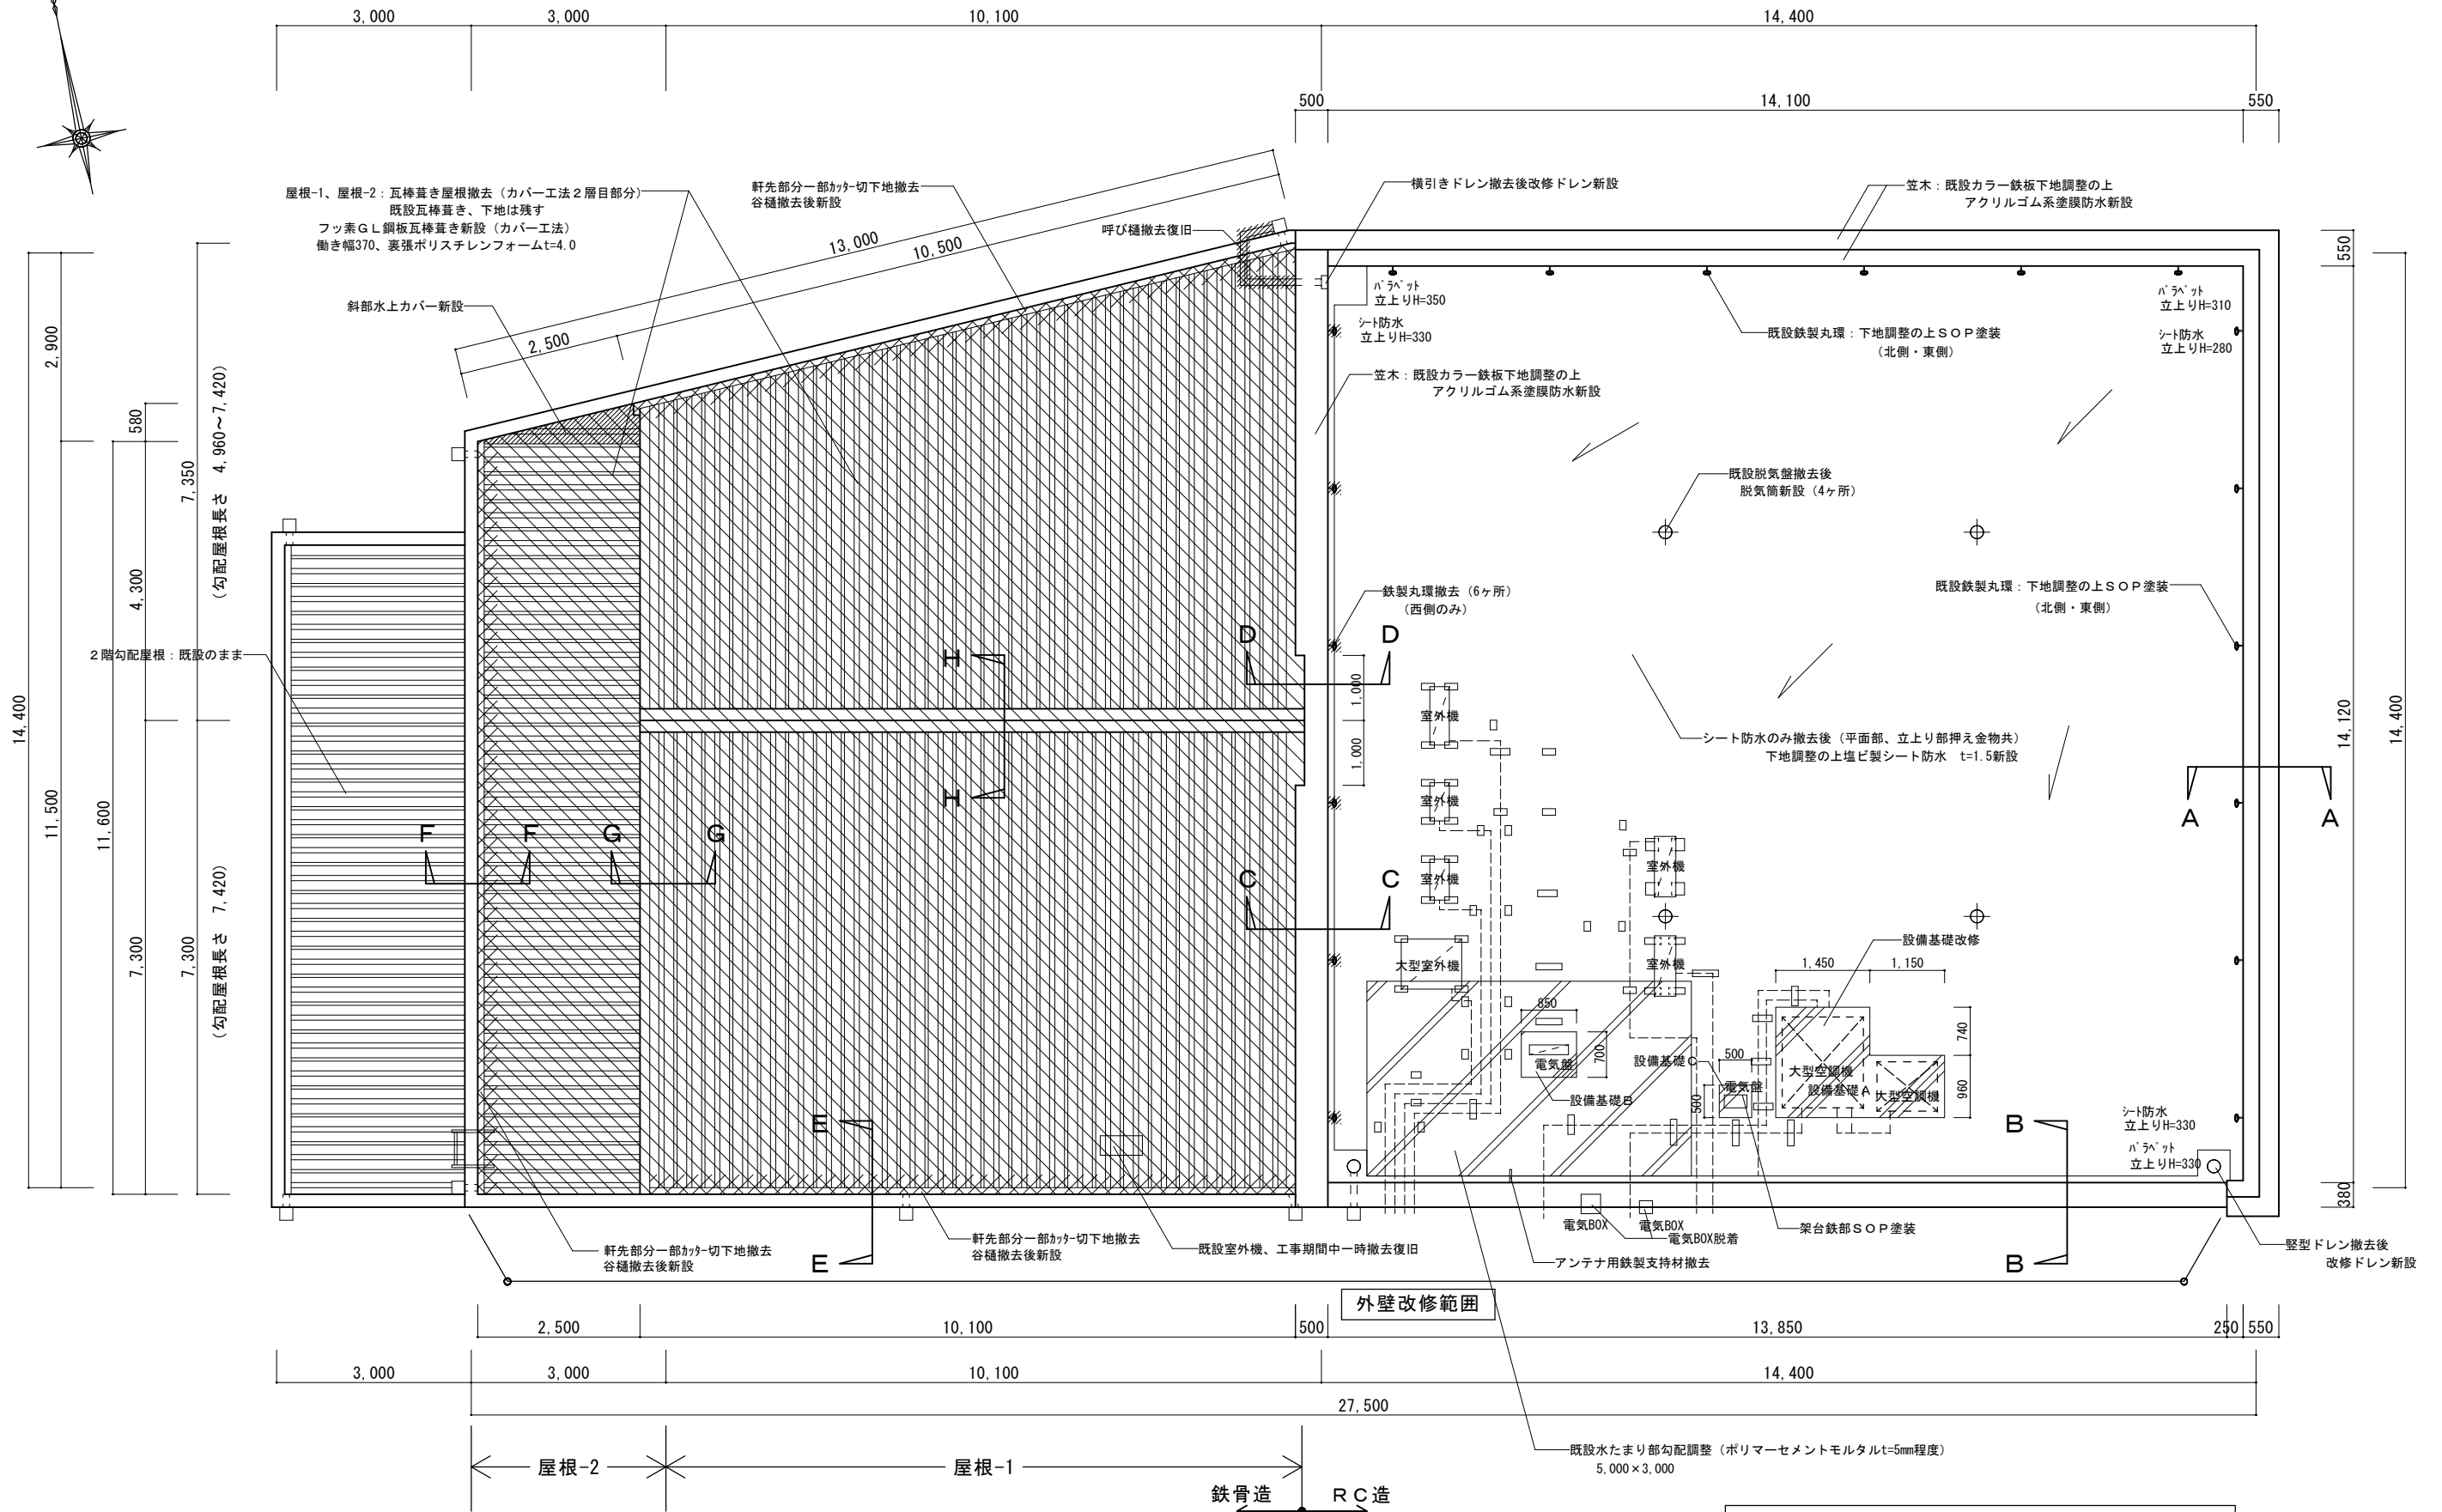 3,000
3,000
10,100
14,400
500
14,100
550
屋根-1、屋根-2：瓦棒葺き屋根撤去（カバー工法２層目部分）
既設瓦棒葺き、下地は残す
フッ素ＧＬ鋼板瓦棒葺き新設（カバー工法）
働き幅370、裏張ポリスチレンフォームt=4.0
軒先部分一部ｶｯﾀｰ切下地撤去
谷樋撤去後新設
呼び樋撤去復旧
横引きドレン撤去後改修ドレン新設
笠木：既設カラー鉄板下地調整の上
アクリルゴム系塗膜防水新設
13,000
10,500
2,500
斜部水上カバー新設
ﾊﾟﾗﾍﾟｯﾄ
立上りH=350
ｼｰﾄ防水
立上りH=330
ﾊﾟﾗﾍﾟｯﾄ
立上りH=310
ｼｰﾄ防水
立上りH=280
既設鉄製丸環：下地調整の上ＳＯＰ塗装
（北側・東側）
笠木：既設カラー鉄板下地調整の上
アクリルゴム系塗膜防水新設
既設脱気盤撤去後
脱気筒新設（4ヶ所）
鉄製丸環撤去（6ヶ所）
（西側のみ）
既設鉄製丸環：下地調整の上ＳＯＰ塗装
（北側・東側）
２階勾配屋根：既設のまま
シート防水のみ撤去後（平面部、立上り部押え金物共）
下地調整の上塩ビ製シート防水　t=1.5新設
14,400
2,900
11,500
11,600
580
4,300
7,300
7,350
7,300
（勾配屋根長さ　4,960～7,420）
（勾配屋根長さ　7,420）
550
14,120
380
14,400
H
H
D
D
1,000
1,000
F
F
G
G
C
C
A
A
E
E
B
B
室外機
室外機
室外機
室外機
室外機
大型室外機
設備基礎改修
1,450
1,150
740
960
850
700
電気盤
設備基礎B
設備基礎C
500
500
電気盤
大型空調機
設備基礎A
大型空調機
ｼｰﾄ防水
立上りH=330
ﾊﾟﾗﾍﾟｯﾄ
立上りH=330
軒先部分一部ｶｯﾀｰ切下地撤去
谷樋撤去後新設
軒先部分一部ｶｯﾀｰ切下地撤去
谷樋撤去後新設
既設室外機、工事期間中一時撤去復旧
電気BOX
電気BOX
電気BOX脱着
アンテナ用鉄製支持材撤去
架台鉄部ＳＯＰ塗装
竪型ドレン撤去後
改修ドレン新設
外壁改修範囲
2,500
10,100
500
13,850
250
550
3,000
3,000
10,100
14,400
27,500
既設水たまり部勾配調整（ポリマーセメントモルタルt=5mm程度）
5,000×3,000
屋根-2
屋根-1
鉄骨造
ＲＣ造